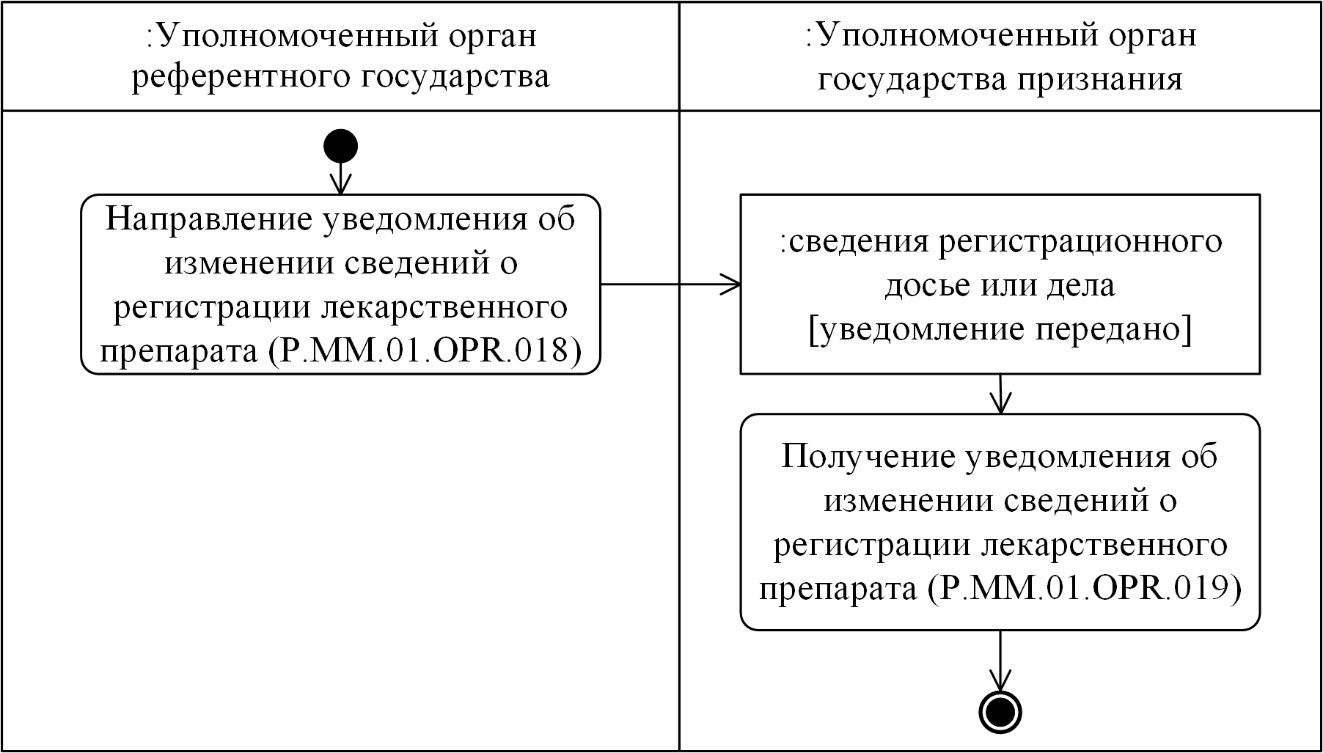 :Уполномоченный орган
референтного государства
:Уполномоченный орган
государства признания
Направление уведомления об
изменении сведений о
регистрации лекарственного
препарата (P.MM.01.OPR.018)
:сведения регистрационного
досье или дела
[уведомление передано]
Получение уведомления об
изменении сведений о
регистрации лекарственного
препарата (P.MM.01.OPR.019)